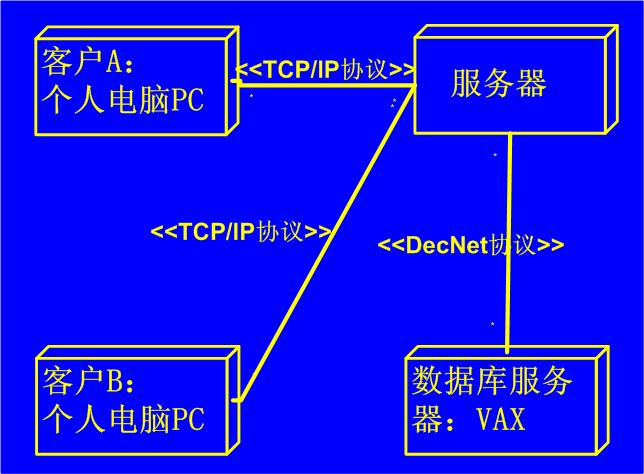 客户A：
个人电脑PC
<<TCP/IP协议>>
服务器
<<TCP/IP协议>>
<<DecNet协议>>
客户B：
个人电脑PC
数据库服务
器：VAX